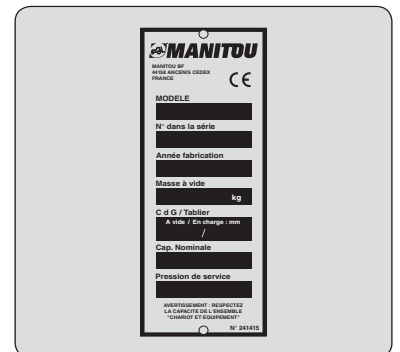 MANITOU
MANITOU BF
44158 ANCENIS CEDEX
FRANCE
CE
MODELE
N° dans la série
Année fabrication
Masse à vide
kg
C d G / Tablier
A vide / En charge : mm
/
Cap. Nominale
Pression de service
AVERTISSEMENT : RESPECTEZ
LA CAPACITE DE L'ENSEMBLE
"CHARIOT ET EQUIPEMENT"
N° 241415